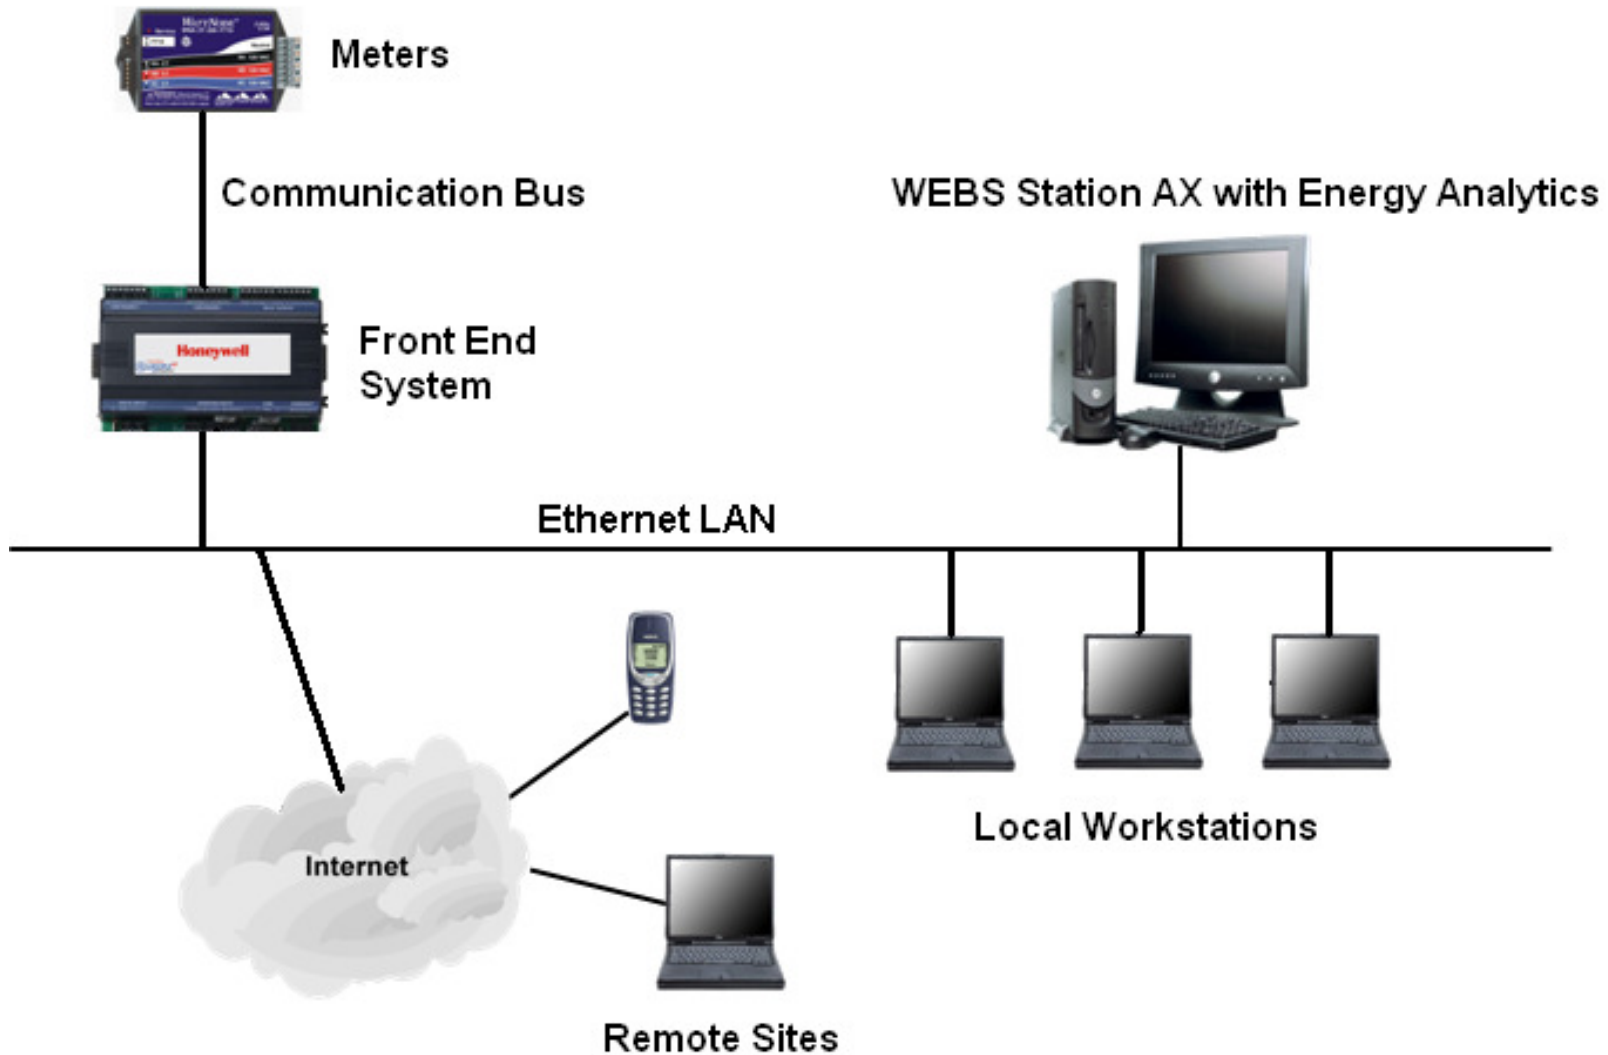 WATTNODE
Meters
Communication Bus
WEBS Station AX with Energy Analytics
Honeywell
Front End
System
Ethernet LAN
Internet
Local Workstations
Remote Sites